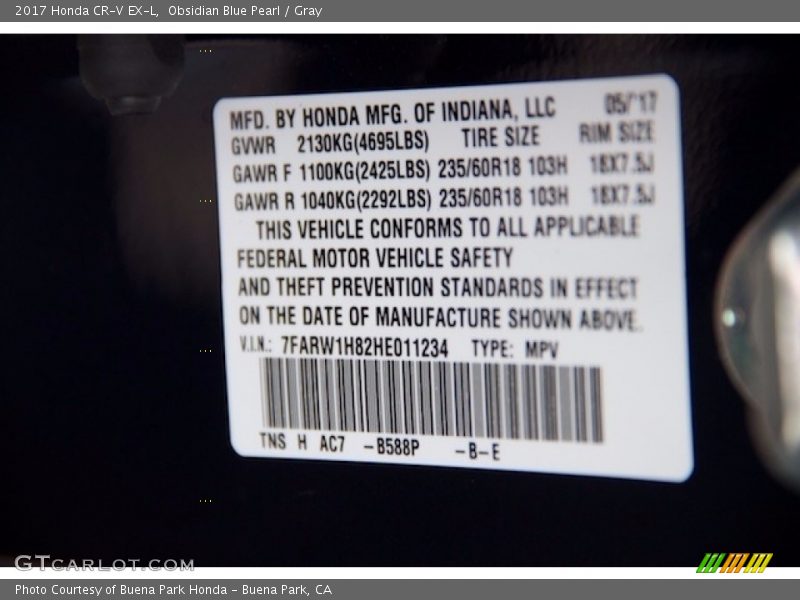 2017 Honda CR-V EX-L, Obsidian Blue Pearl / Gray
MFD. BY HONDA MFG. OF INDIANA, LLC 05/'17
GVWR 2130KG(4695LBS) TIRE SIZE RIM SIZE
GAWR F 1100KG(2425LBS) 235/60R18 103H 18X7.5J
GAWR R 1040KG(2292LBS) 235/60R18 103H 18X7.5J
THIS VEHICLE CONFORMS TO ALL APPLICABLE
FEDERAL MOTOR VEHICLE SAFETY
AND THEFT PREVENTION STANDARDS IN EFFECT
ON THE DATE OF MANUFACTURE SHOWN ABOVE.
V.I.N.: 7FARW1H82HE011234 TYPE: MPV
TNS H AC7 -B588P -B-E
GTCARLOT.COM
Photo Courtesy of Buena Park Honda - Buena Park, CA